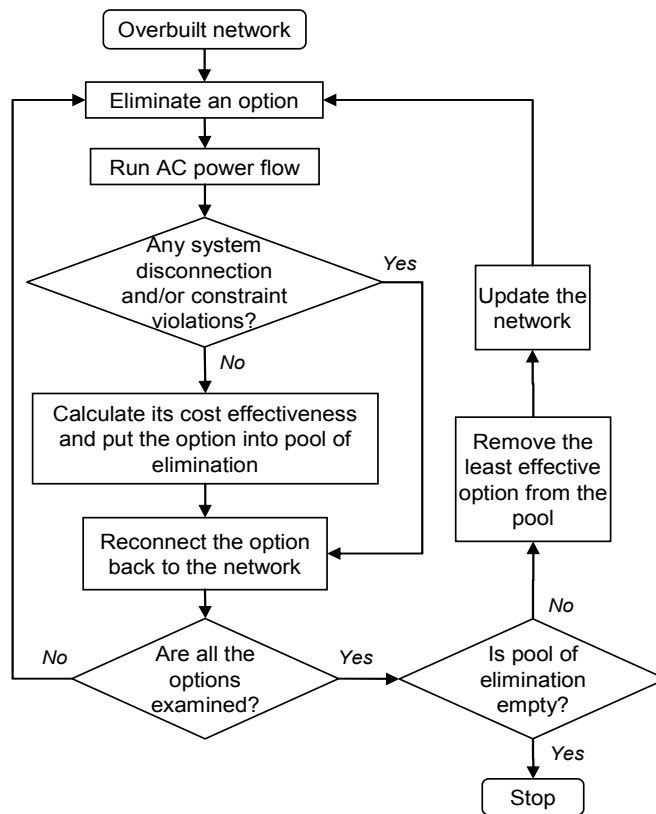 Overbuilt network
Eliminate an option
Run AC power flow
Any system
disconnection
and/or constraint
violations?
Yes
No
Update the
network
Calculate its cost effectiveness
and put the option into pool of
elimination
Remove the
least effective
option from the
pool
Reconnect the option
back to the network
No
No
Are all the
options
examined?
Yes
Is pool of
elimination
empty?
Yes
Stop